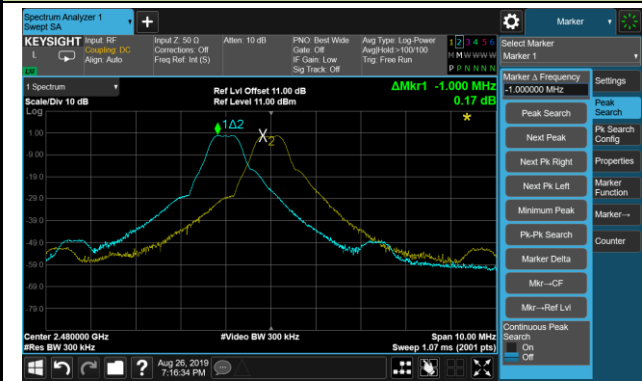 Spectrum Analyzer 1
Swept SA
+
Marker
KEYSIGHT
L
LV
Input: RF
Coupling: DC
Align: Auto
Input Z: 50 Ω
Corrections: Off
Freq Ref: Int (S)
Atten: 10 dB
PNO: Best Wide
Gate: Off
IF Gain: Low
Sig Track: Off
Avg Type: Log-Power
Avg|Hold:>100/100
Trig: Free Run
1 2 3 4 5 6
M M W W W W
P P N N N N
Select Marker
Marker 1
1 Spectrum
Scale/Div 10 dB
Log
Ref Lvl Offset 11.00 dB
Ref Level 11.00 dBm
ΔMkr1 -1.000 MHz
0.17 dB
*
1Δ2
X2
1.00
-9.00
-19.0
-29.0
-39.0
-49.0
-59.0
-69.0
-79.0
Center 2.480000 GHz
#Res BW 300 kHz
#Video BW 300 kHz
Span 10.00 MHz
Sweep 1.07 ms (2001 pts)
Marker Δ Frequency
-1.000000 MHz
Peak Search
Next Peak
Next Pk Right
Next Pk Left
Minimum Peak
Pk-Pk Search
Marker Delta
Mkr→CF
Mkr→Ref Lvl
Continuous Peak
Search
On
Off
Settings
Peak
Search
Pk Search
Config
Properties
Marker
Function
Marker→
Counter
?
Aug 26, 2019
7:16:34 PM